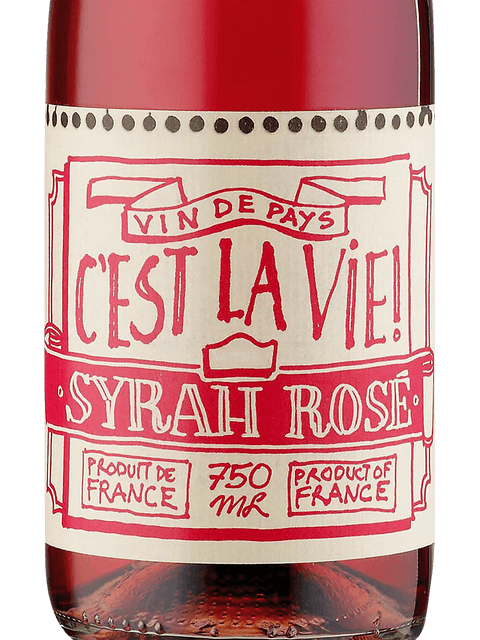 VIN DE PAYS
C'EST LA ViE!
· SYRAH ROSÉ ·
PRODUIT DE FRANCE
750 ML
PRODUCT OF FRANCE